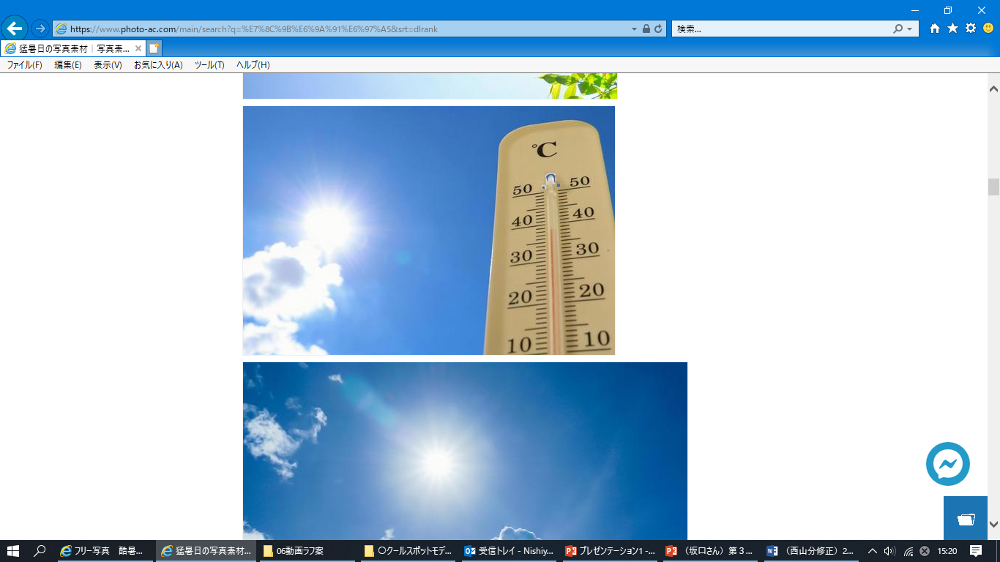 https://www.photo-ac.com/main/search?q=%E7%8C%9B%E6%9A%91%E6%97%A5&srt=dlrank
検索...
猛暑日の写真素材｜写真素...
ファイル(F) 編集(E) 表示(V) お気に入り(A) ツール(T) ヘルプ(H)
℃
50 50
40 40
30 30
20 20
10 10
フリー写真 酷暑...
猛暑日の写真素材...
06動画ラフ案
〇クールスポットモデ...
受信トレイ - Nishiy...
プレゼンテーション1 -...
（坂口さん）第３...
（西山分修正）2...
15:20